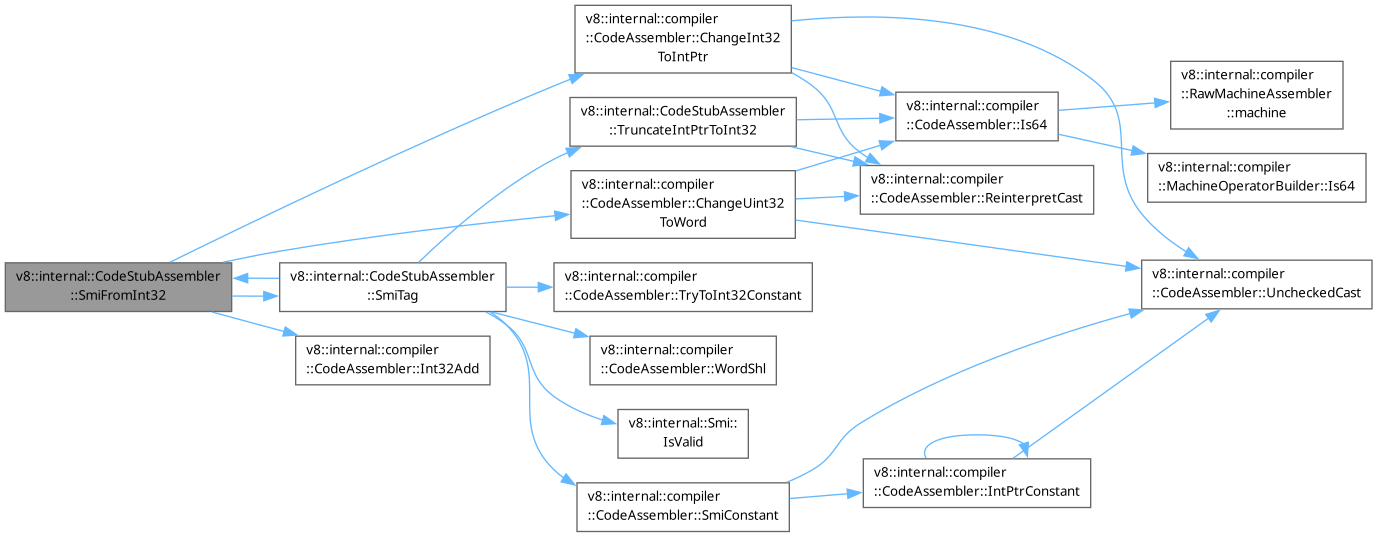 v8::internal::compiler
::CodeAssembler::ChangeInt32
ToIntPtr
v8::internal::compiler
::RawMachineAssembler
::machine
v8::internal::CodeStubAssembler
::TruncateIntPtrToInt32
v8::internal::compiler
::CodeAssembler::Is64
v8::internal::compiler
::MachineOperatorBuilder::Is64
v8::internal::compiler
::CodeAssembler::ChangeUint32
ToWord
v8::internal::compiler
::CodeAssembler::ReinterpretCast
v8::internal::CodeStubAssembler
::SmiFromInt32
v8::internal::CodeStubAssembler
::SmiTag
v8::internal::compiler
::CodeAssembler::TryToInt32Constant
v8::internal::compiler
::CodeAssembler::UncheckedCast
v8::internal::compiler
::CodeAssembler::Int32Add
v8::internal::compiler
::CodeAssembler::WordShl
v8::internal::Smi::
IsValid
v8::internal::compiler
::CodeAssembler::SmiConstant
v8::internal::compiler
::CodeAssembler::IntPtrConstant